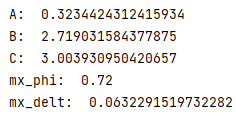 A:  0.3234424312415934
B:  2.719031584377875
C:  3.003930950420657
mx_phi:  0.72
mx_delt:  0.0632291519732282